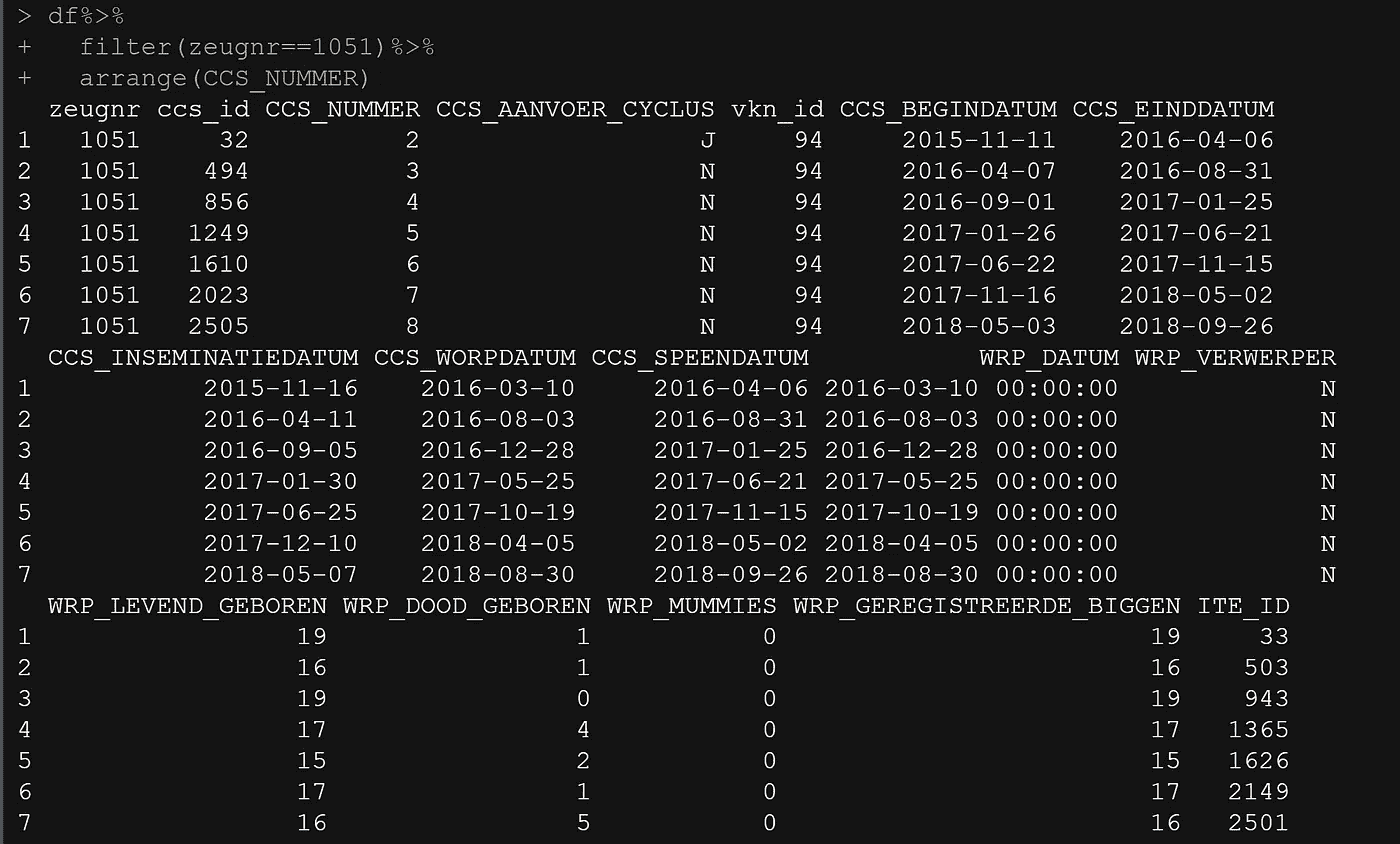 > df%>%
+   filter(zeugnr==1051)%>%
+   arrange(CCS_NUMMER)
  zeugnr ccs_id CCS_NUMMER CCS_AANVOER_CYCLUS vkn_id CCS_BEGINDATUM CCS_EINDDATUM
1   1051     32          2                  J     94     2015-11-11    2016-04-06
2   1051    494          3                  N     94     2016-04-07    2016-08-31
3   1051    856          4                  N     94     2016-09-01    2017-01-25
4   1051   1249          5                  N     94     2017-01-26    2017-06-21
5   1051   1610          6                  N     94     2017-06-22    2017-11-15
6   1051   2023          7                  N     94     2017-11-16    2018-05-02
7   1051   2505          8                  N     94     2018-05-03    2018-09-26
  CCS_INSEMINATIEDATUM CCS_WORPDATUM CCS_SPEENDATUM           WRP_DATUM WRP_VERWERPER
1           2015-11-16    2016-03-10     2016-04-06 2016-03-10 00:00:00             N
2           2016-04-11    2016-08-03     2016-08-31 2016-08-03 00:00:00             N
3           2016-09-05    2016-12-28     2017-01-25 2016-12-28 00:00:00             N
4           2017-01-30    2017-05-25     2017-06-21 2017-05-25 00:00:00             N
5           2017-06-25    2017-10-19     2017-11-15 2017-10-19 00:00:00             N
6           2017-12-10    2018-04-05     2018-05-02 2018-04-05 00:00:00             N
7           2018-05-07    2018-08-30     2018-09-26 2018-08-30 00:00:00             N
  WRP_LEVEND_GEBOREN WRP_DOOD_GEBOREN WRP_MUMMIES WRP_GEREGISTREERDE_BIGGEN ITE_ID
1                 19                1           0                        19     33
2                 16                1           0                        16    503
3                 19                0           0                        19    943
4                 17                4           0                        17   1365
5                 15                2           0                        15   1626
6                 17                1           0                        17   2149
7                 16                5           0                        16   2501